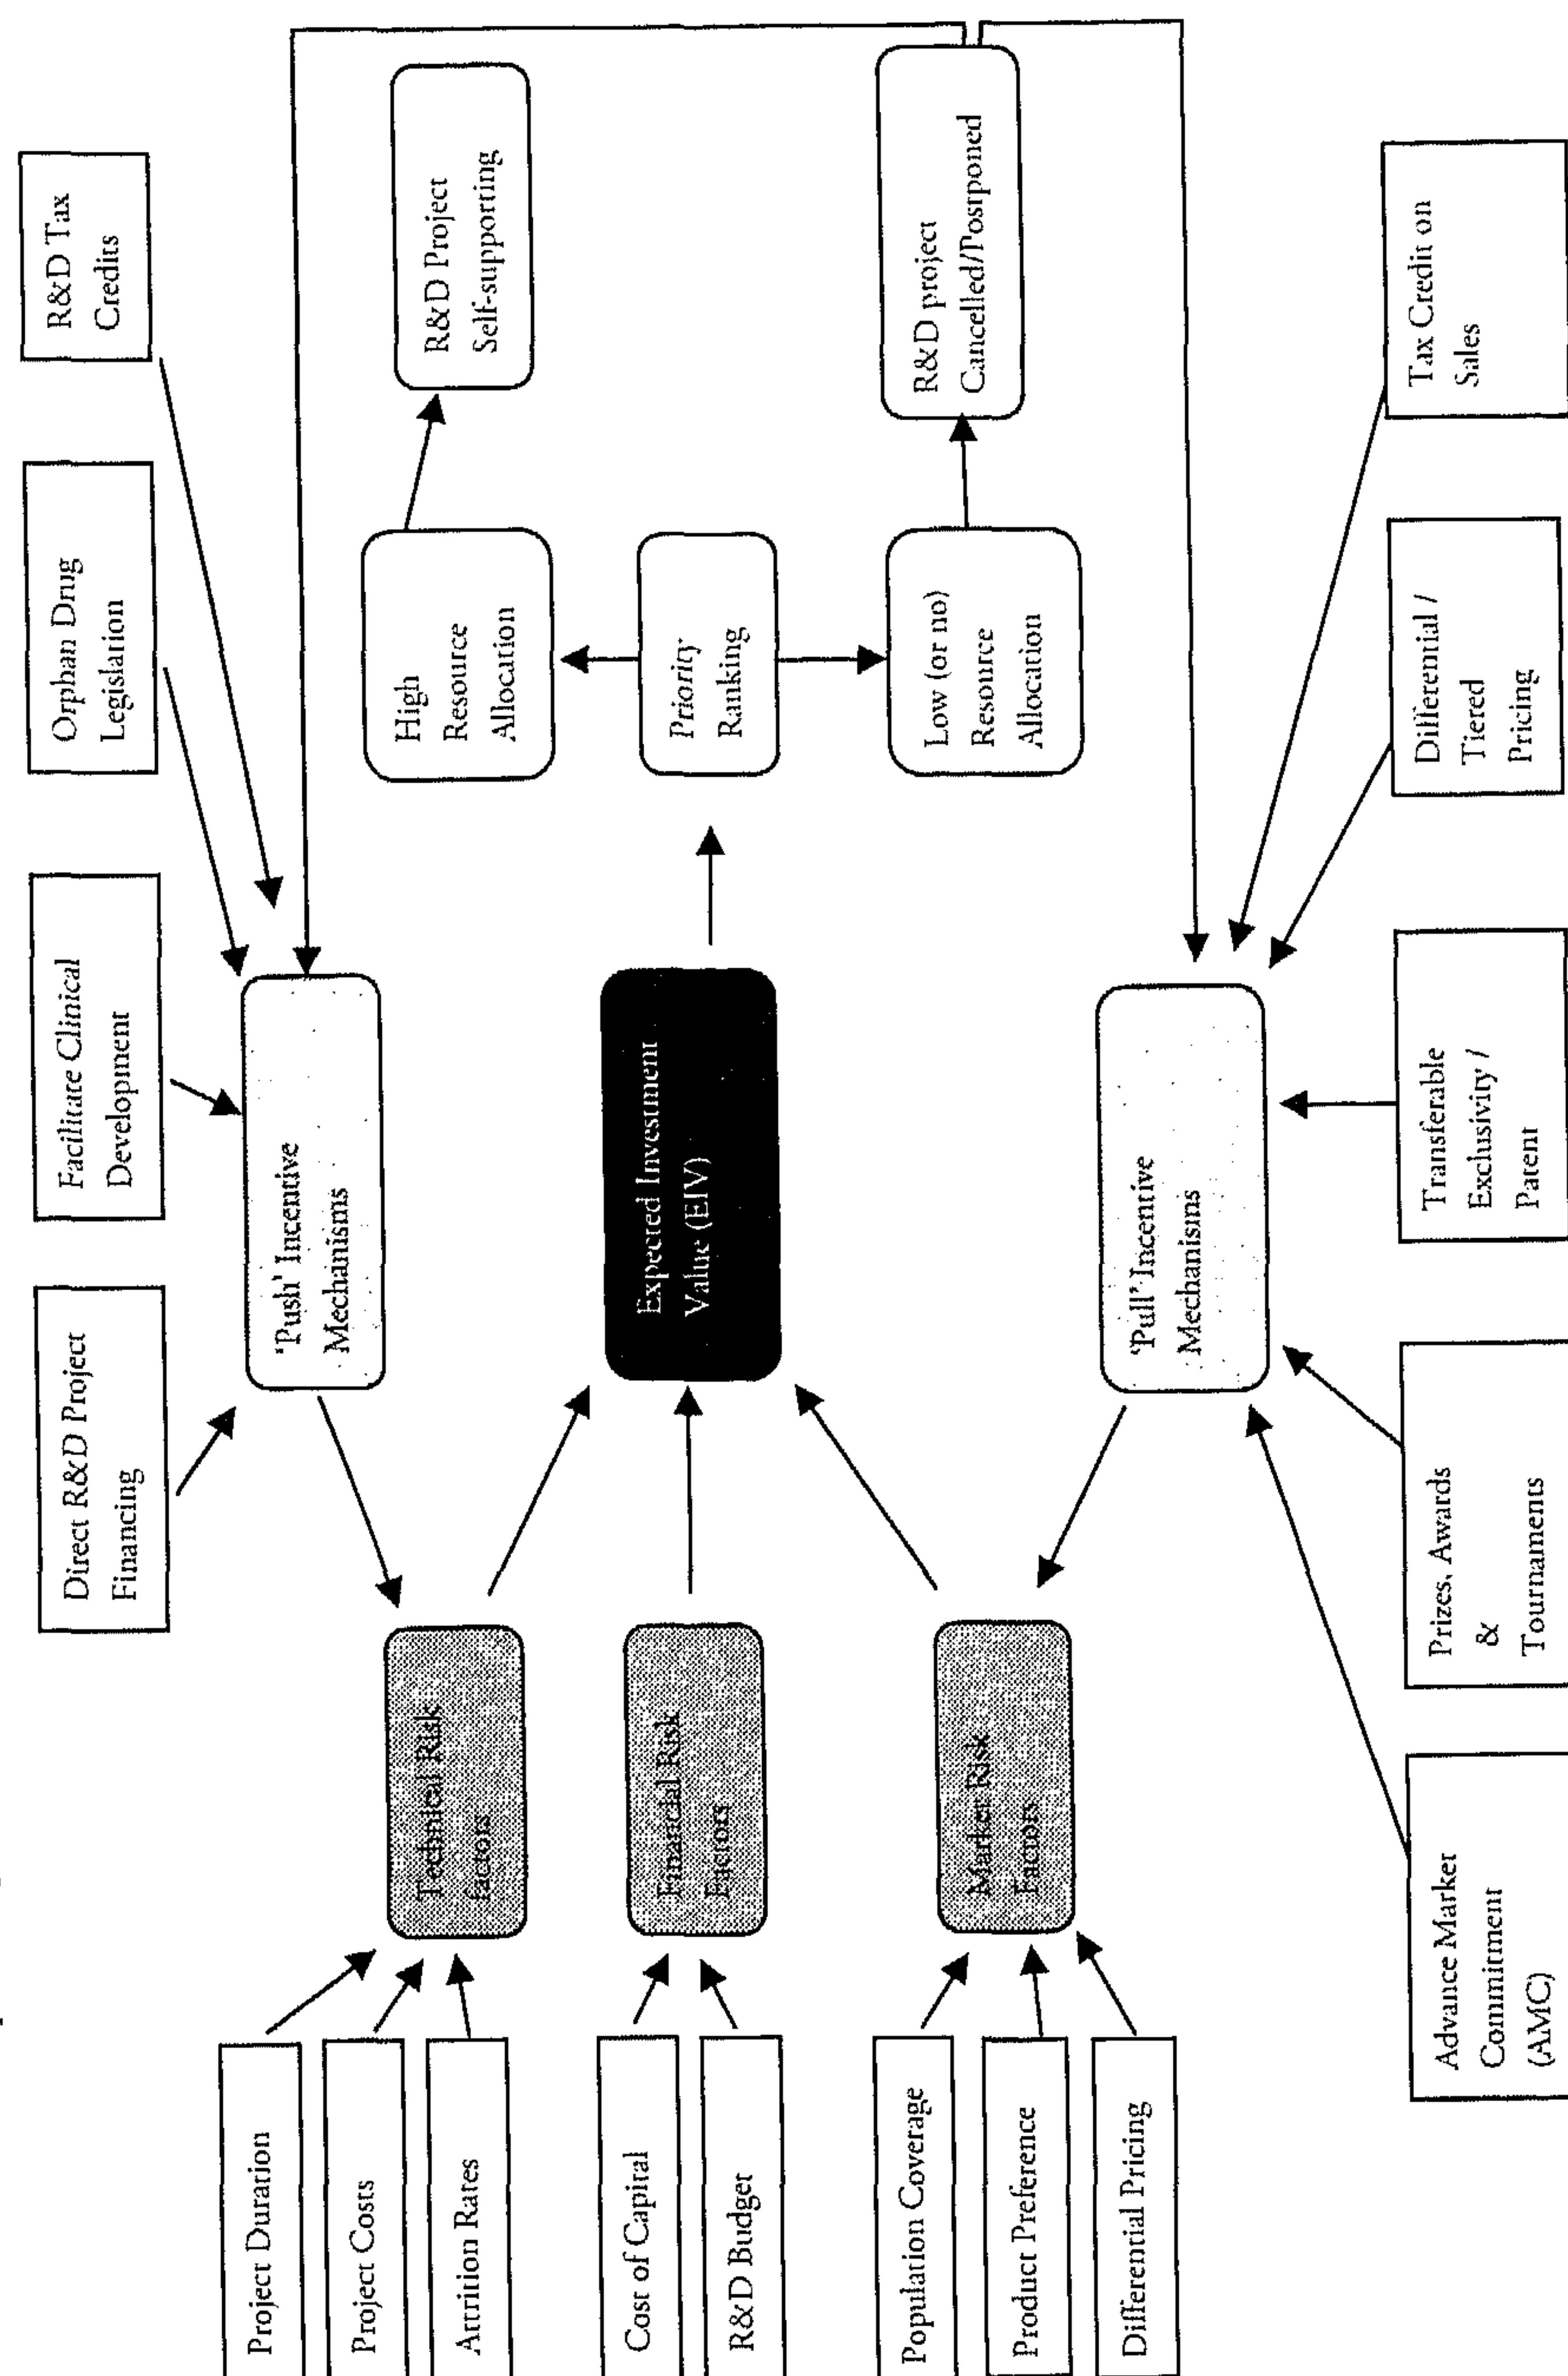 Direct R&D Project
Financing
Facilitate Clinical
Development
Orphan Drug
Legislation
R&D Tax
Credits
'Push' Incentive
Mechanisms
Project Duration
Project Costs
Attrition Rates
Technical Risk
factors
High
Resource
Allocation
R&D Project
Self-supporting
Cost of Capital
R&D Budget
Financial Risk
Factors
Expected Investment
Value (EIV)
Priority
Ranking
Population Coverage
Product Preference
Differential Pricing
Market Risk
Factors
Low (or no)
Resource
Allocation
R&D project
Cancelled/Postponed
'Pull' Incentive
Mechanisms
Advance Market
Commitment
(AMC)
Prizes, Awards
&
Tournaments
Transferable
Exclusivity /
Patent
Differential /
Tiered
Pricing
Tax Credit on
Sales